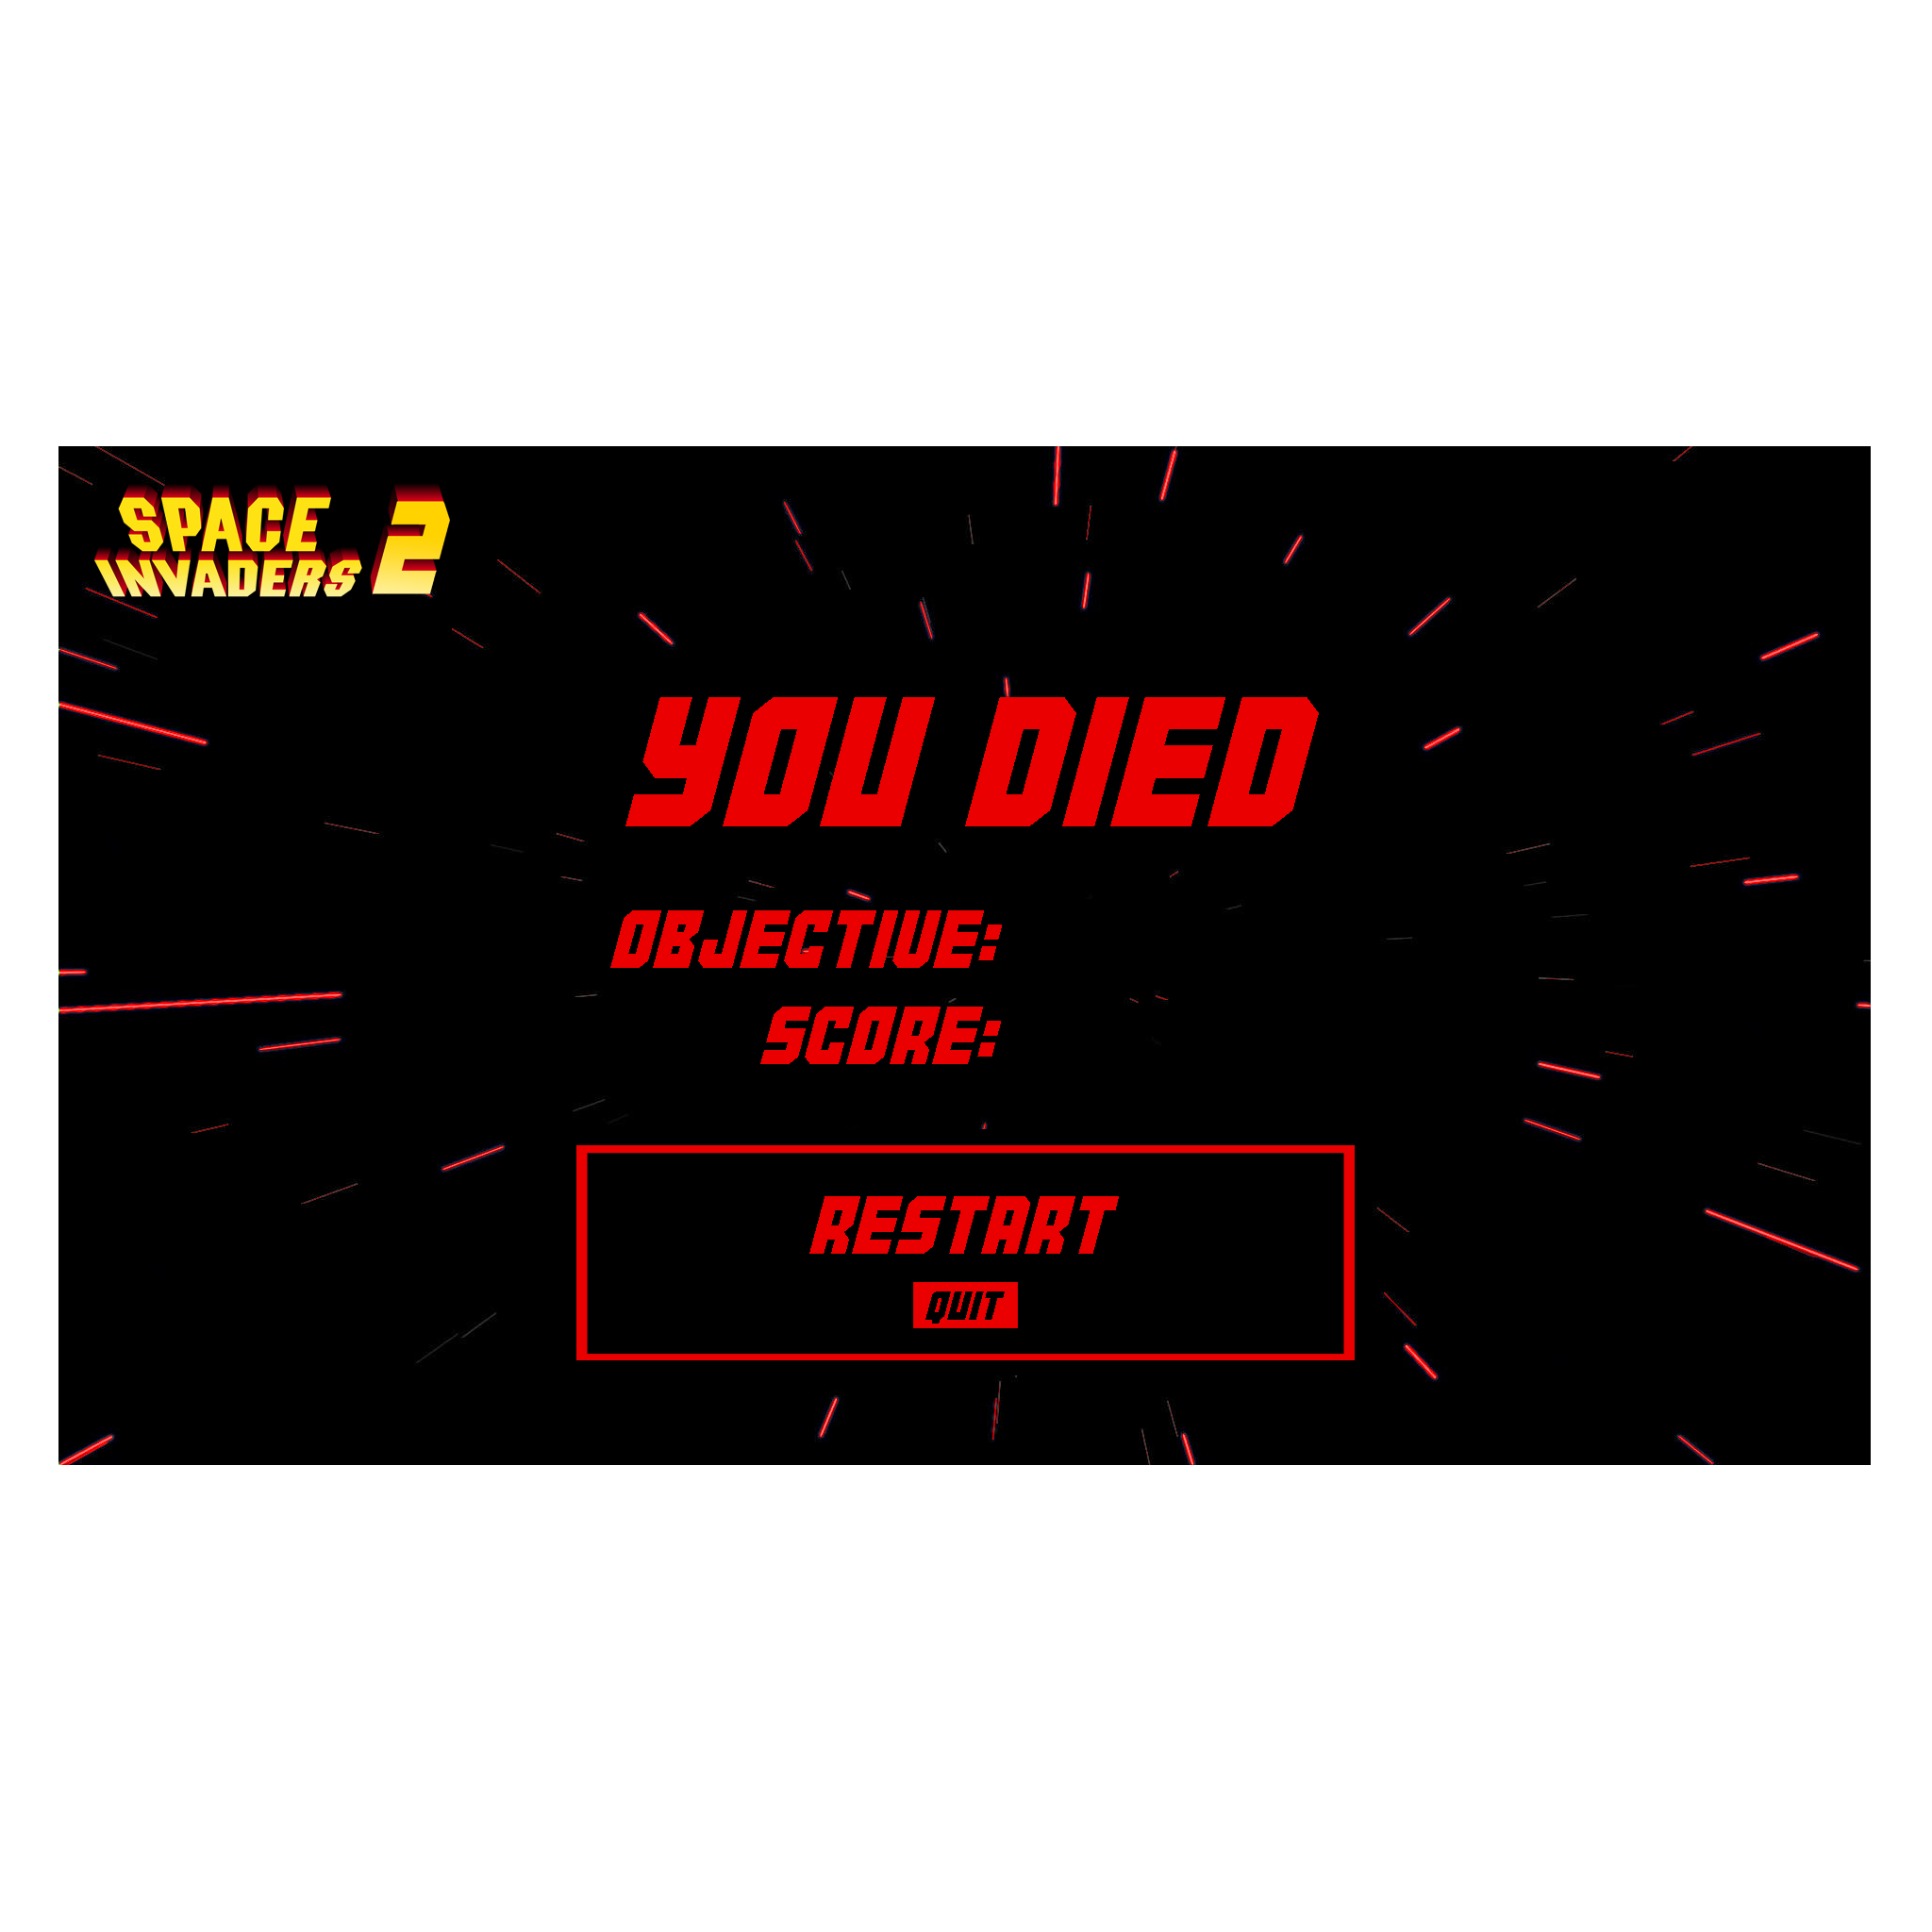 SPACE
INVADERS 2
YOU DIED
OBJECTIVE:
SCORE:
RESTART
QUIT